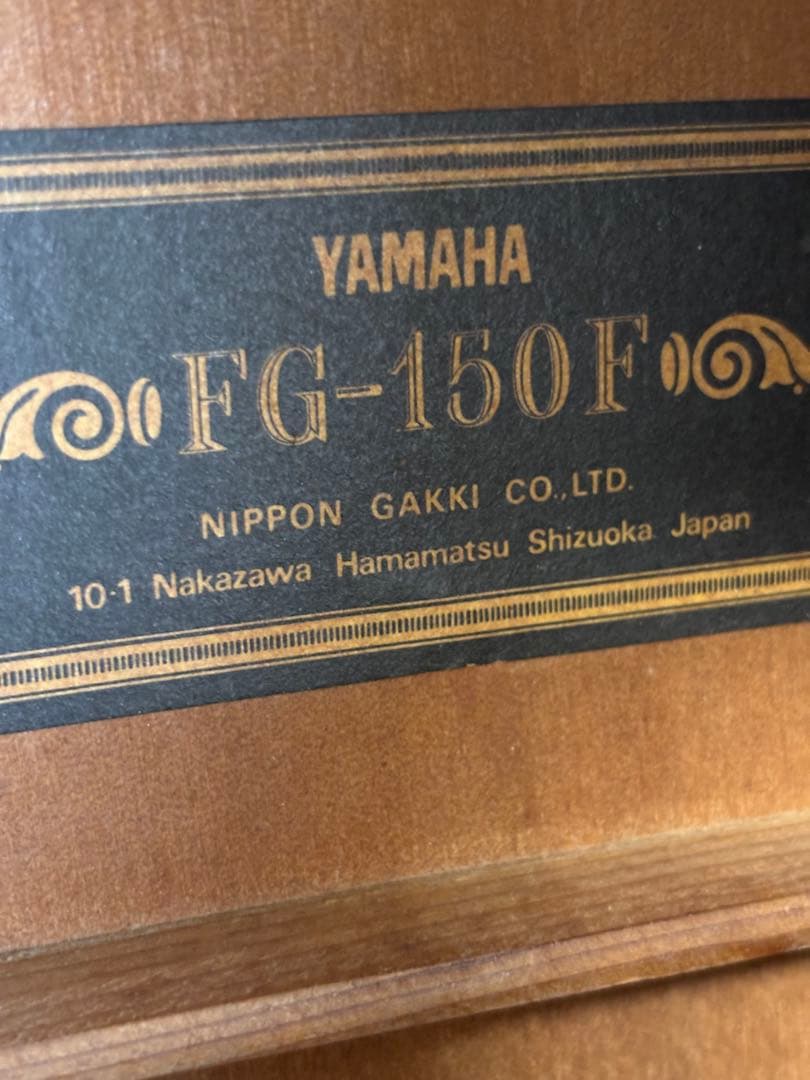 YAMAHA
FG-150F
NIPPON GAKKI CO.,LTD.
10-1 Nakazawa Hamamatsu Shizuoka Japan